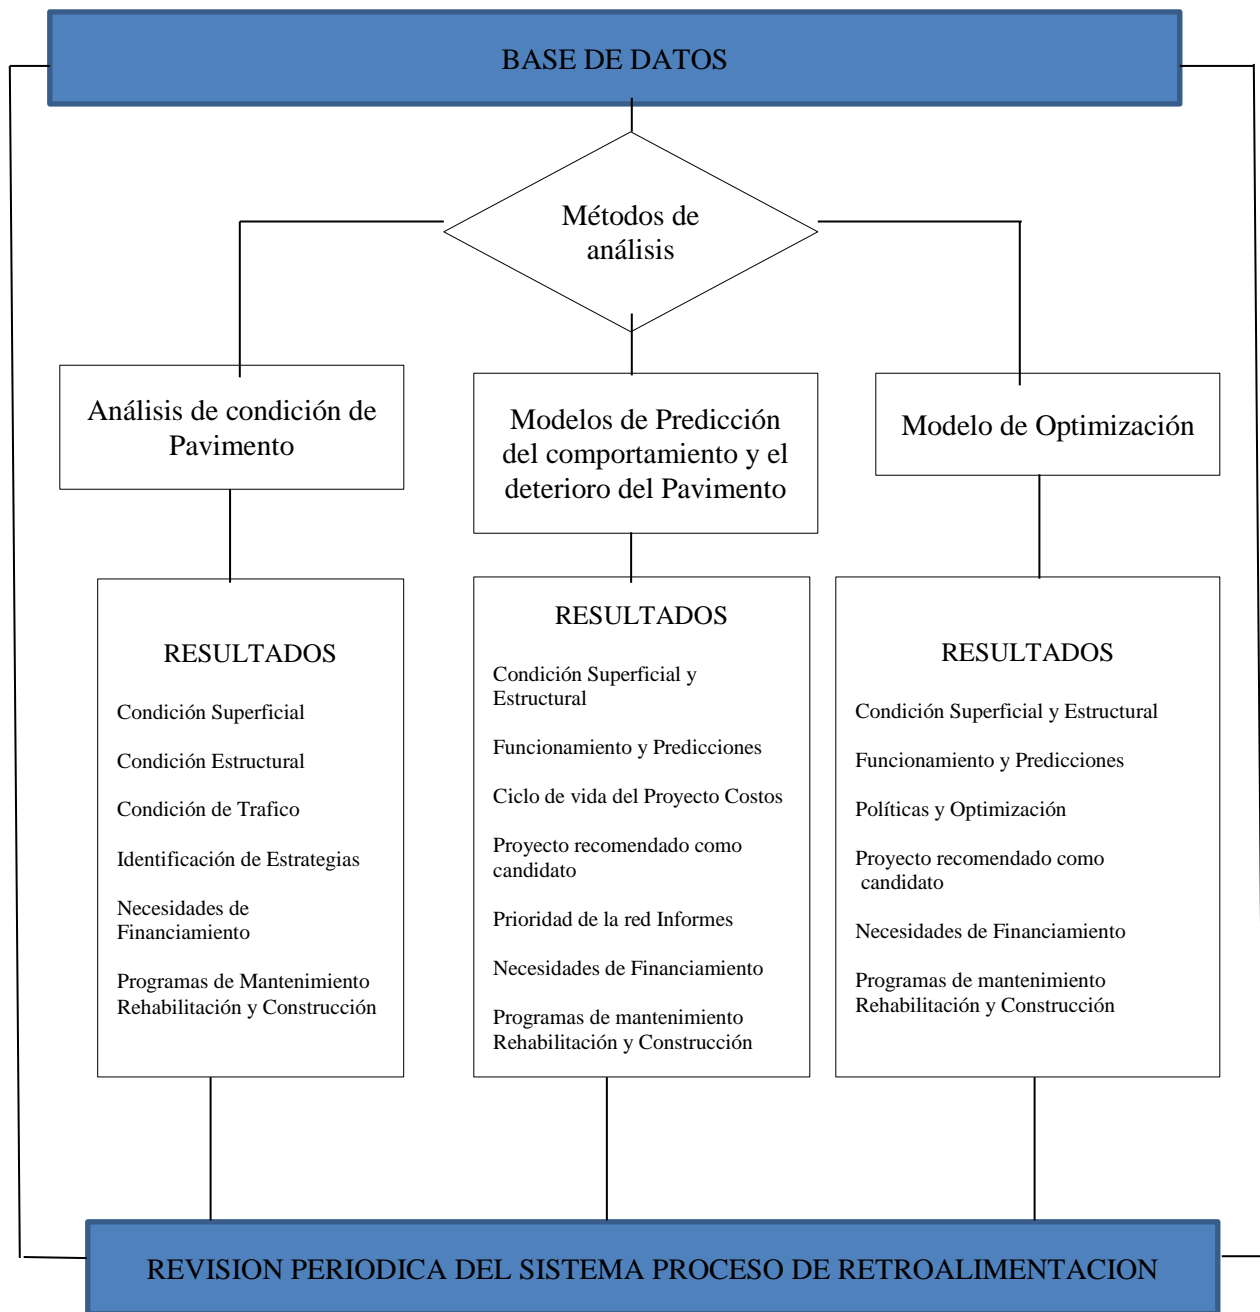 BASE DE DATOS
Métodos de
análisis
Análisis de condición de
Pavimento
Modelos de Predicción
del comportamiento y el
deterioro del Pavimento
Modelo de Optimización
RESULTADOS
Condición Superficial
Condición Estructural
Condición de Trafico
Identificación de Estrategias
Necesidades de
Financiamiento
Programas de Mantenimiento
Rehabilitación y Construcción
RESULTADOS
Condición Superficial y
Estructural
Funcionamiento y Predicciones
Ciclo de vida del Proyecto Costos
Proyecto recomendado como
candidato
Prioridad de la red Informes
Necesidades de Financiamiento
Programas de mantenimiento
Rehabilitación y Construcción
RESULTADOS
Condición Superficial y Estructural
Funcionamiento y Predicciones
Políticas y Optimización
Proyecto recomendado como
candidato
Necesidades de Financiamiento
Programas de mantenimiento
Rehabilitación y Construcción
REVISION PERIODICA DEL SISTEMA PROCESO DE RETROALIMENTACION